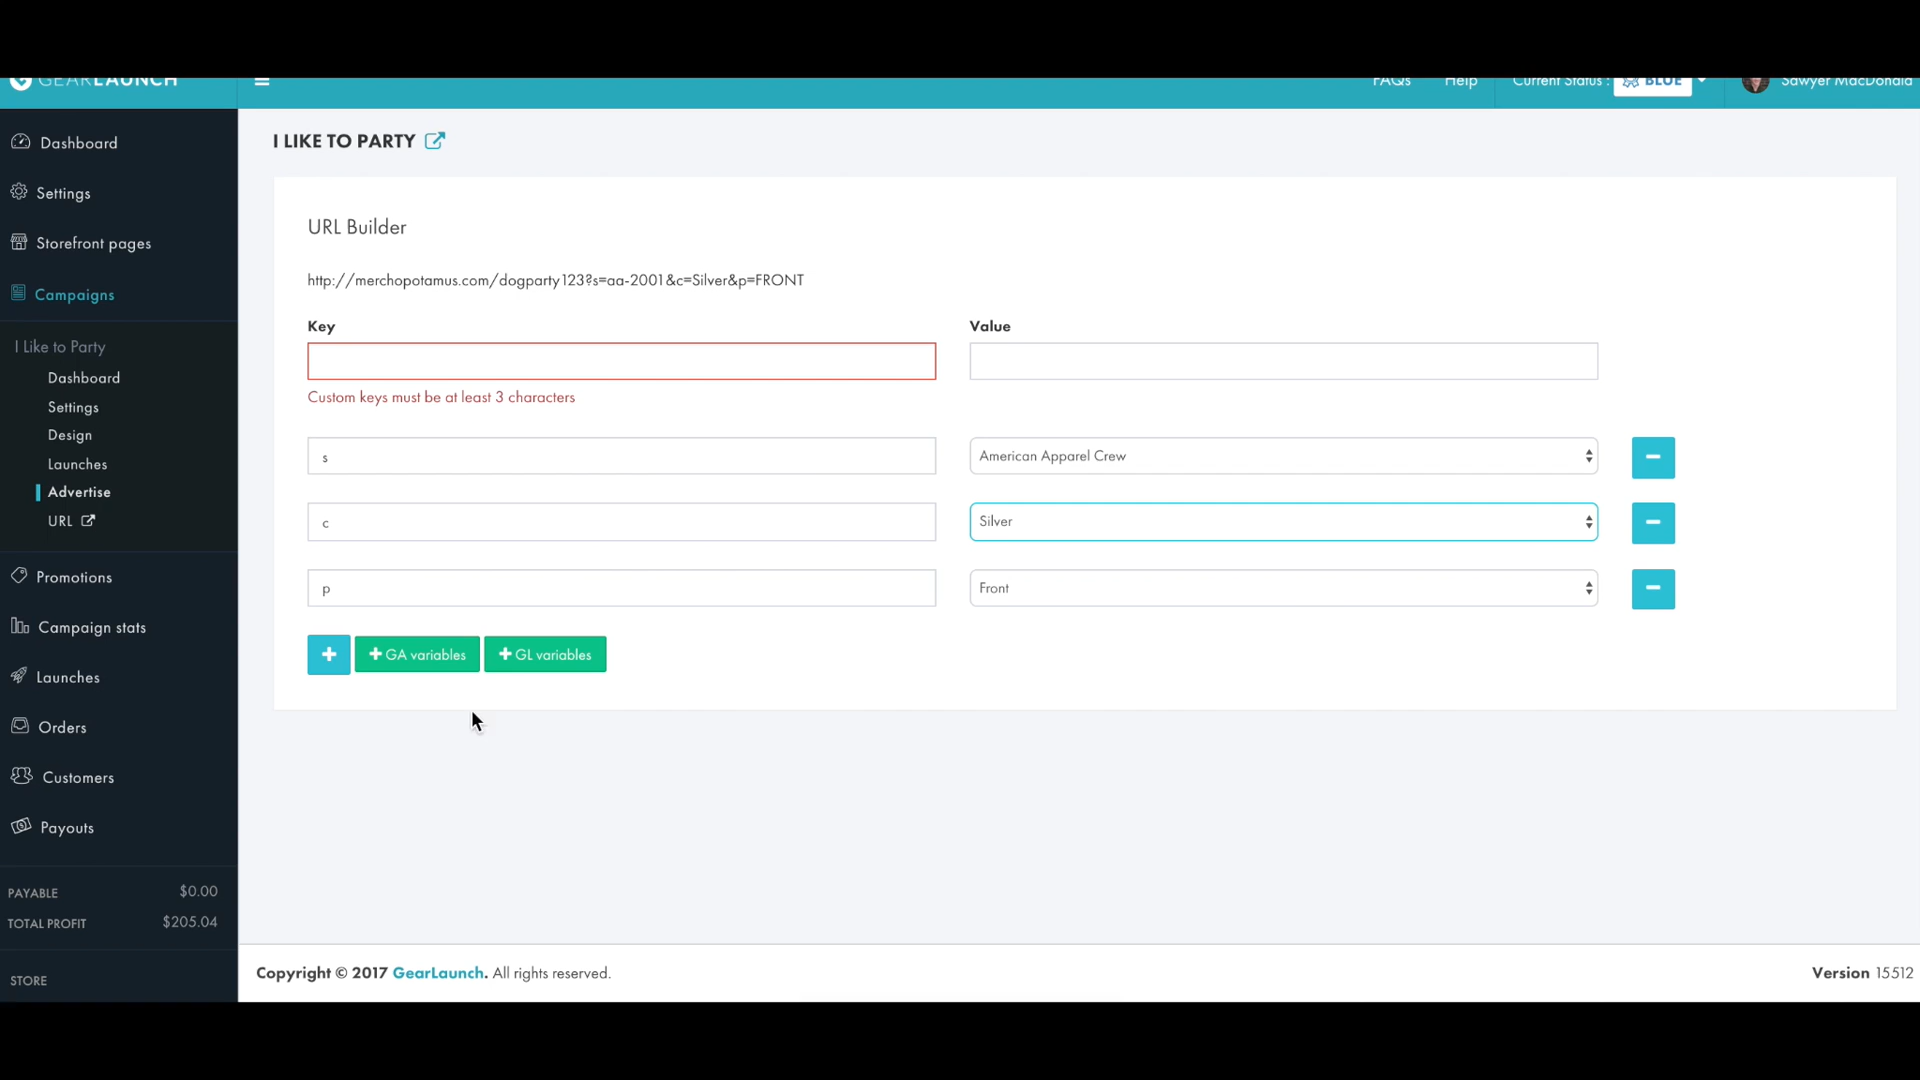 GEARLAUNCH
FAQs
Help
Current Status :
BLUE
Sawyer MacDonald
Dashboard
Settings
Storefront pages
Campaigns
I Like to Party
Dashboard
Settings
Design
Launches
Advertise
URL
Promotions
Campaign stats
Launches
Orders
Customers
Payouts
PAYABLE $0.00
TOTAL PROFIT $205.04
STORE
I LIKE TO PARTY
URL Builder
http://merchopotamus.com/dogparty123?s=aa-2001&c=Silver&p=FRONT
Key Value
Custom keys must be at least 3 characters
s American Apparel Crew
c Silver
p Front
+ GA variables + GL variables
Copyright © 2017 GearLaunch. All rights reserved.
Version 15512